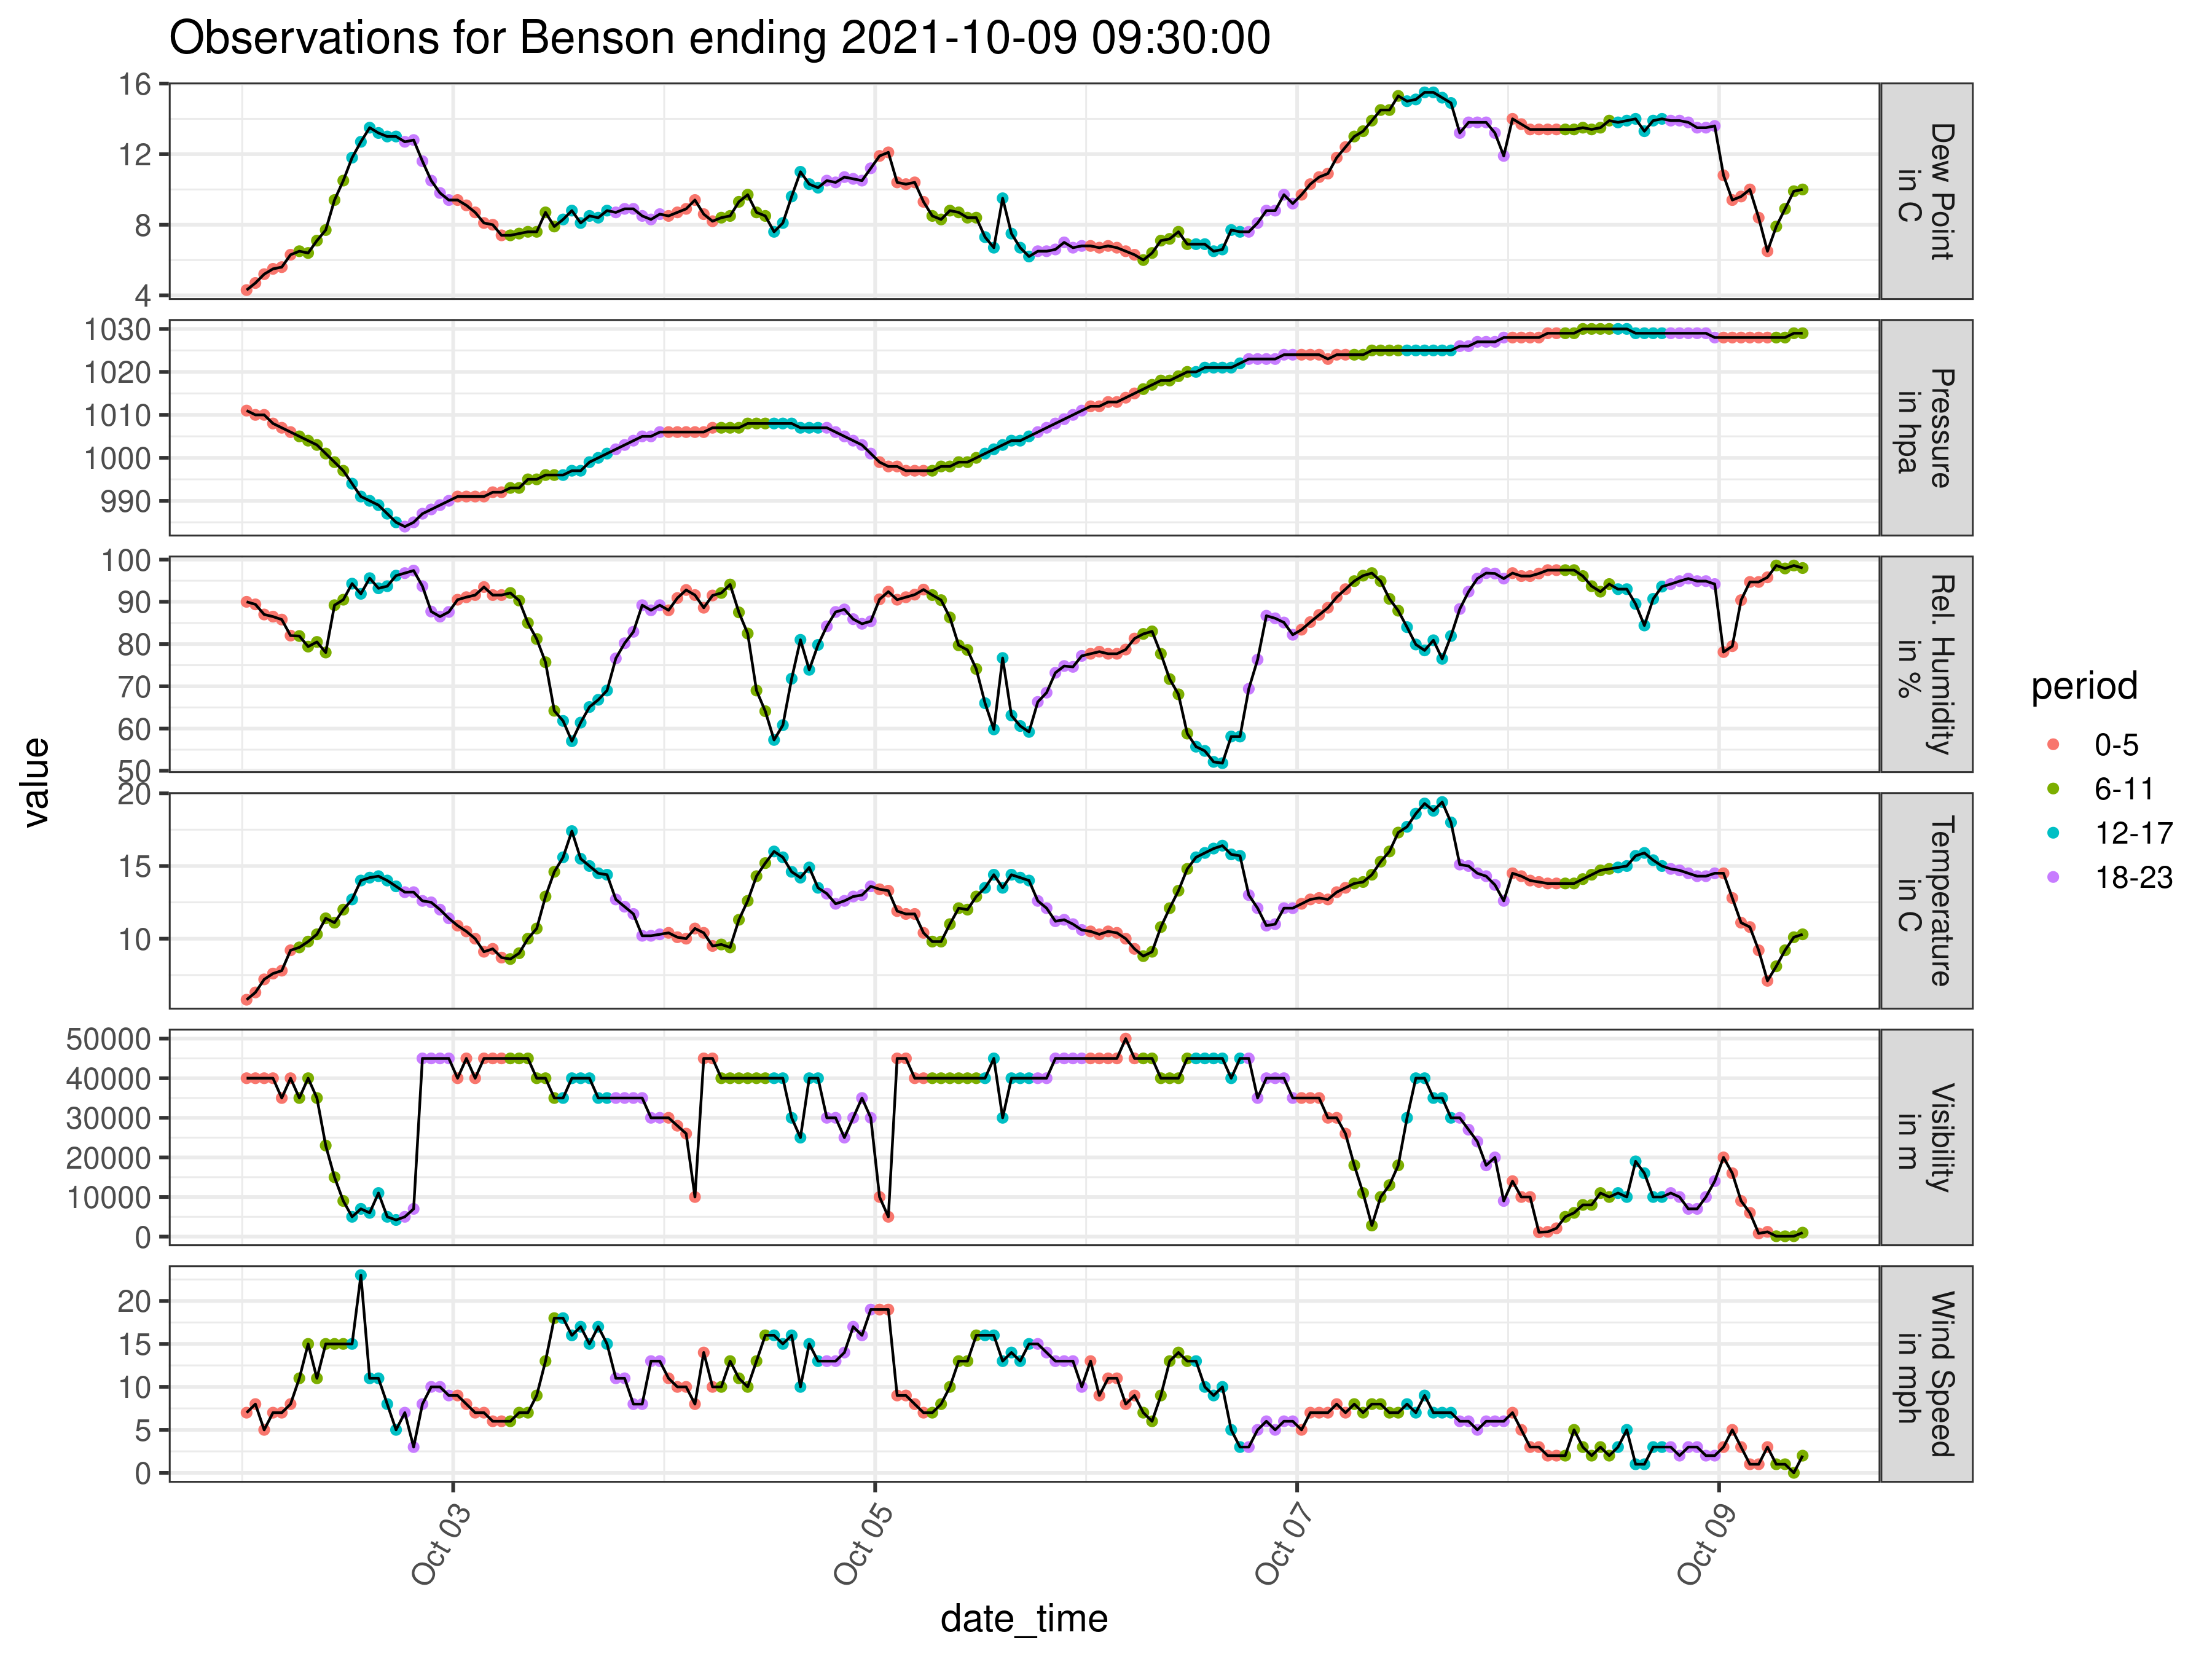 Observations for Benson ending 2021-10-09 09:30:00
value
16
12
8
4
Dew Point
in C
1030
1020
1010
1000
990
Pressure
in hpa
100
90
80
70
60
50
Rel. Humidity
in %
20
15
10
Temperature
in C
50000
40000
30000
20000
10000
0
Visibility
in m
20
15
10
5
0
Wind Speed
in mph
Oct 03
Oct 05
Oct 07
Oct 09
date_time
period
0-5
6-11
12-17
18-23